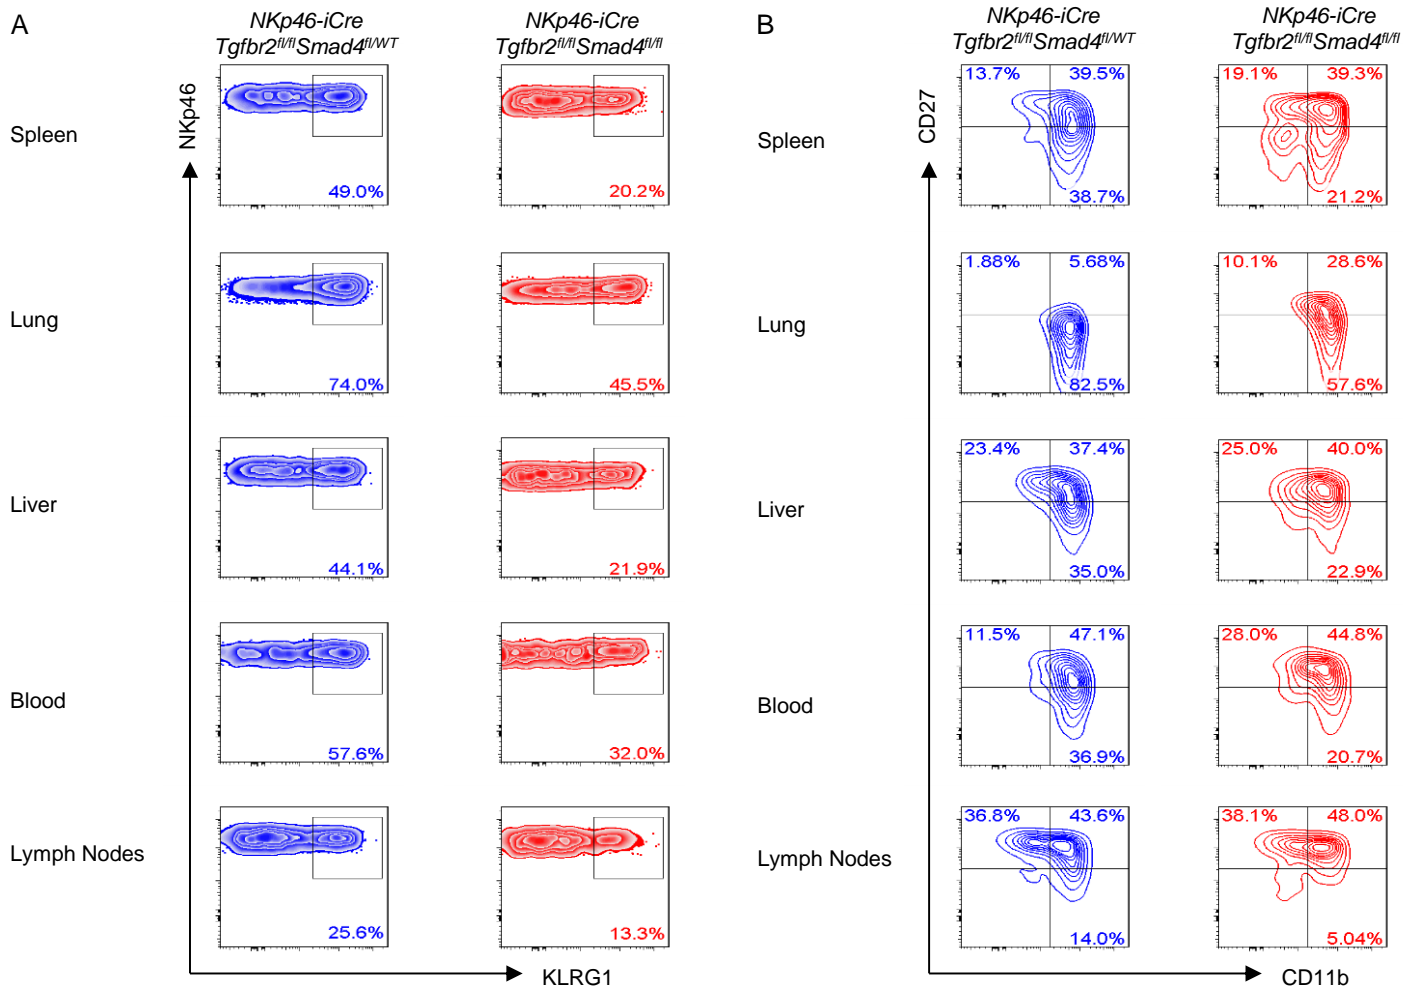 A
NKp46-iCre
Tgfbr2fl/flSmad4fl/WT
NKp46-iCre
Tgfbr2fl/flSmad4fl/fl
NKp46
Spleen
49.0%
20.2%
Lung
74.0%
45.5%
Liver
44.1%
21.9%
Blood
57.6%
32.0%
Lymph Nodes
25.6%
13.3%
KLRG1
B
NKp46-iCre
Tgfbr2fl/flSmad4fl/WT
NKp46-iCre
Tgfbr2fl/flSmad4fl/fl
CD27
13.7% 39.5%
19.1% 39.3%
Spleen
38.7%
21.2%
1.88% 5.68%
10.1% 28.6%
Lung
82.5%
57.6%
23.4% 37.4%
25.0% 40.0%
Liver
35.0%
22.9%
11.5% 47.1%
28.0% 44.8%
Blood
36.9%
20.7%
36.8% 43.6%
38.1% 48.0%
Lymph Nodes
14.0%
5.04%
CD11b